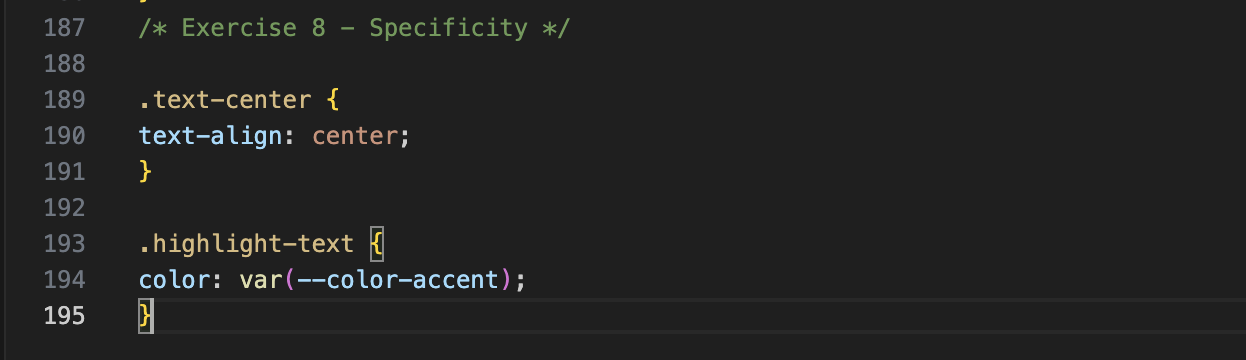 187 /* Exercise 8 - Specificity */
188
189 .text-center {
190 text-align: center;
191 }
192
193 .highlight-text {
194 color: var(--color-accent);
195 }